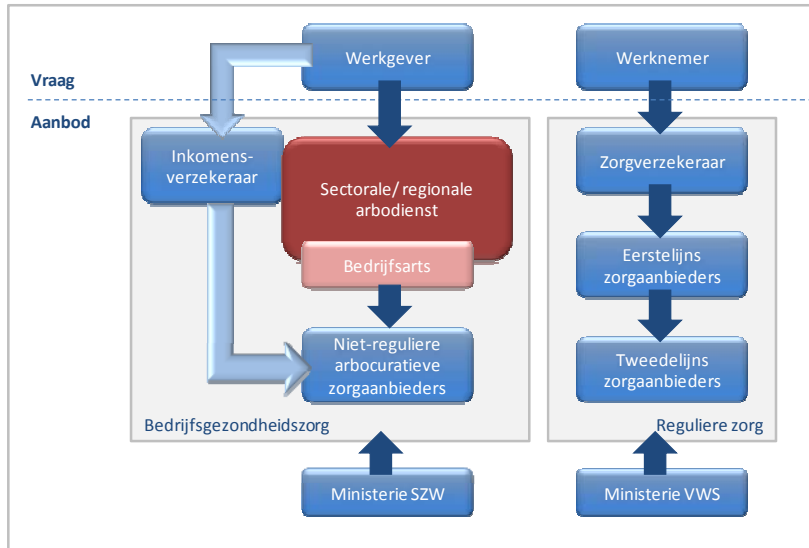 Werkgever
Werknemer
Vraag
Aanbod
Inkomens-
verzekeraar
Sectorale/ regionale
arbodienst
Bedrijfsarts
Niet-reguliere
arbocuratieve
zorgaanbieders
Bedrijfsgezondheidszorg
Zorgverzekeraar
Eerstelijns
zorgaanbieders
Tweedelijns
zorgaanbieders
Reguliere zorg
Ministerie SZW
Ministerie VWS